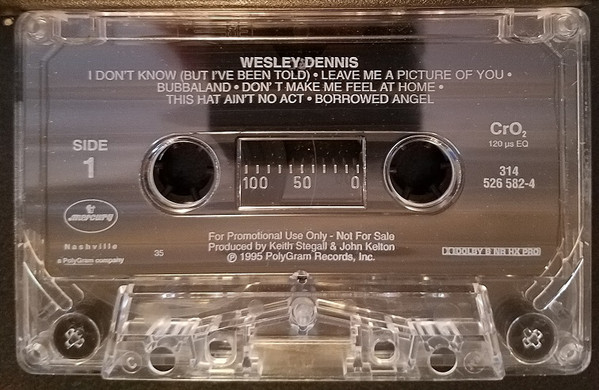 WESLEY DENNIS
I DON'T KNOW (BUT I'VE BEEN TOLD) • LEAVE ME A PICTURE OF YOU •
BUBBALAND • DON' T MAKE ME FEEL AT HOME •
THIS HAT AIN'T NO ACT • BORROWED ANGEL
SIDE
1
100 50 0
CrO₂
120 µs EQ
314
526 582-4
mercury
Nashville
a PolyGram company
35
For Promotional Use Only - Not For Sale
Produced by Keith Stegall & John Kelton
℗ 1995 PolyGram Records, Inc.
DOLBY B NR HX PRO